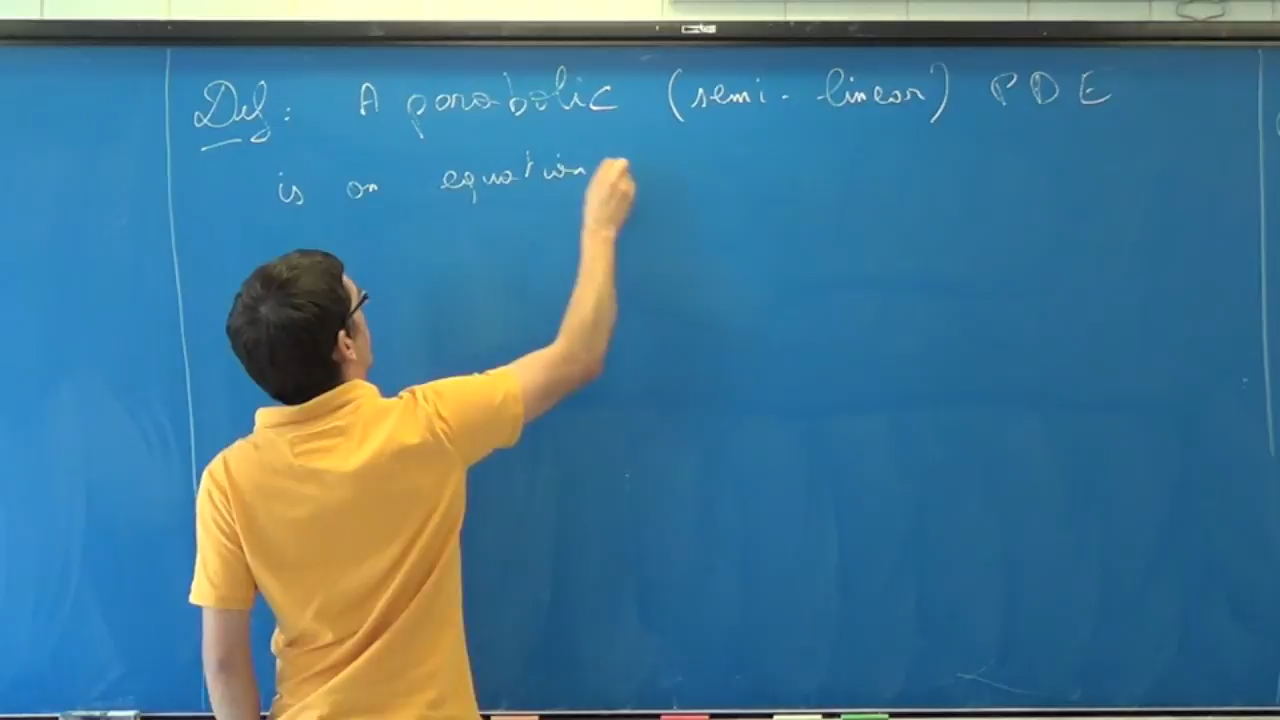 Def: A parabolic (semi-linear) PDE
is an equation